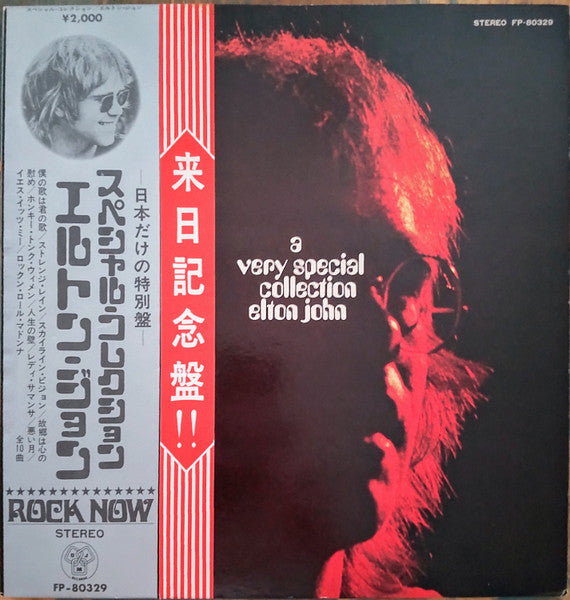 スペシャル・コレクション/エルトン・ジョン
¥2,000
スペシャル・コレクション
エルトン・ジョン
—日本だけの特別盤—
僕の歌は君の歌/ストレンジ・レイン/スカイライン・ピジョン/故郷は心の
慰め/ホンキー・トンク・ウィメン/人生の壁/レディ・サマンサ/悪い月/
イエス・イッツ・ミー/ロックン・ロール・マドンナ
全10曲
ROCK NOW
STEREO
DJM
RECORDS
FP-80329
来日記念盤!!
STEREO FP-80329
a
very special
collection
elton john